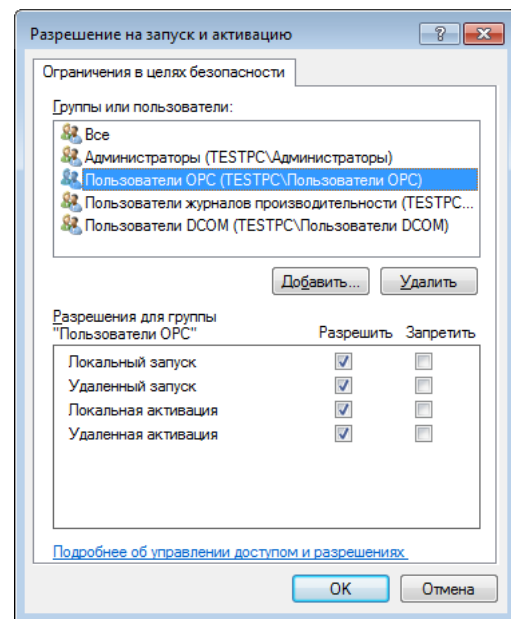 Разрешение на запуск и активацию
Ограничения в целях безопасности
Группы или пользователи:
Все
Администраторы (TESTPC\Администраторы)
Пользователи OPC (TESTPC\Пользователи OPC)
Пользователи журналов производительности (TESTPC...
Пользователи DCOM (TESTPC\Пользователи DCOM)
Добавить... Удалить
Разрешения для группы
"Пользователи OPC" Разрешить Запретить
Локальный запуск
Удаленный запуск
Локальная активация
Удаленная активация
Подробнее об управлении доступом и разрешениях
OK Отмена